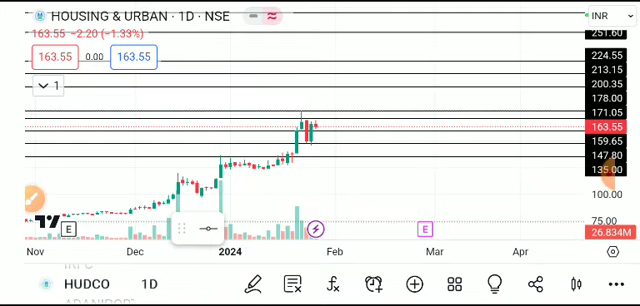 HOUSING & URBAN · 1D · NSE
INR
163.55 −2.20 (−1.33%)
251.60
163.55 0.00 163.55
224.55
213.15
1
200.35
178.00
171.05
163.55
159.65
147.80
135.00
100.00
75.00
E E
26.834M
Nov Dec 2024 Feb Mar Apr
HUDCO 1D